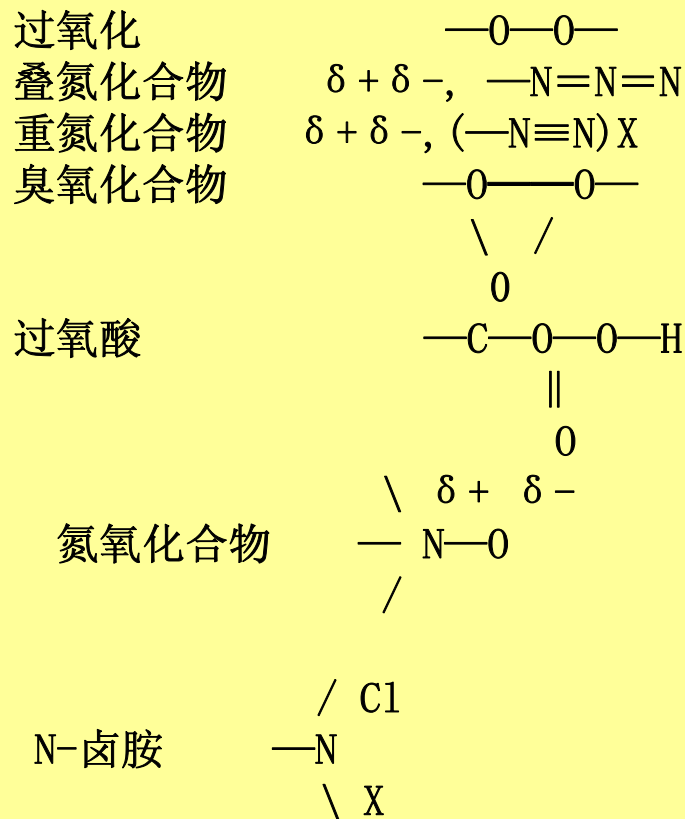 过氧化 —O—O—
叠氮化合物 δ+δ-, —N=N=N
重氮化合物 δ+δ-,(—N≡N)X
臭氧化合物 —O——O—
\ /
O
过氧酸 —C—O—O—H
‖
O
\ δ+ δ-
氮氧化合物 — N—O
/
/ Cl
N-卤胺 —N
\ X